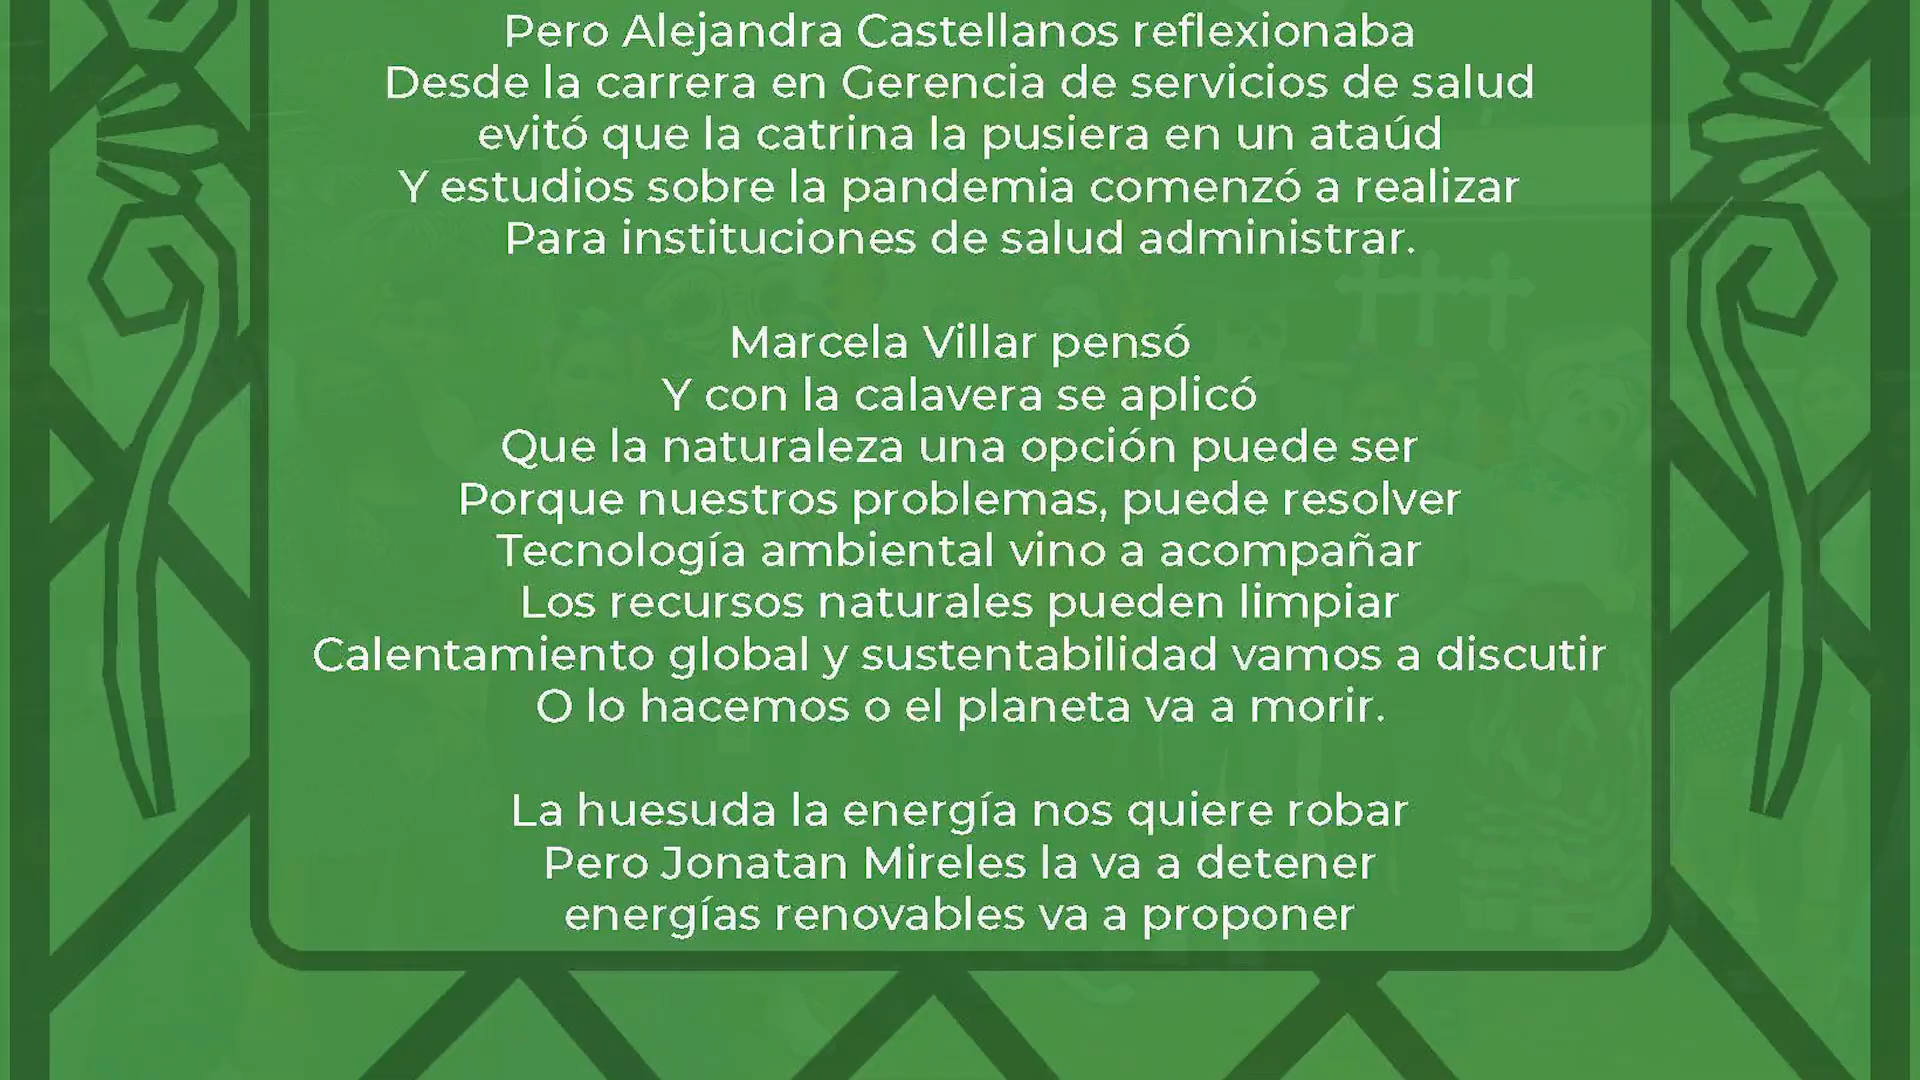 Pero Alejandra Castellanos reflexionaba
Desde la carrera en Gerencia de servicios de salud
evitó que la catrina la pusiera en un ataúd
Y estudios sobre la pandemia comenzó a realizar
Para instituciones de salud administrar.
Marcela Villar pensó
Y con la calavera se aplicó
Que la naturaleza una opción puede ser
Porque nuestros problemas, puede resolver
Tecnología ambiental vino a acompañar
Los recursos naturales pueden limpiar
Calentamiento global y sustentabilidad vamos a discutir
O lo hacemos o el planeta va a morir.
La huesuda la energía nos quiere robar
Pero Jonatan Mireles la va a detener
energías renovables va a proponer